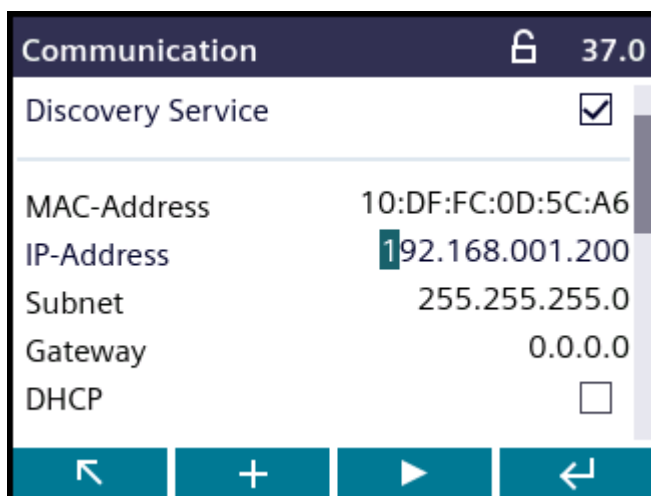 Communication 37.0
Discovery Service
MAC-Address 10:DF:FC:0D:5C:A6
IP-Address 192.168.001.200
Subnet 255.255.255.0
Gateway 0.0.0.0
DHCP